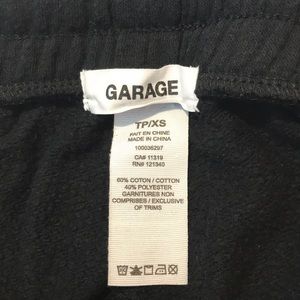 GARAGE
TP/XS
FAIT EN CHINE
MADE IN CHINA
100036297
CA# 11319
RN# 121940
60% COTON / COTTON
40% POLYESTER
GARNITURES NON
COMPRISES / EXCLUSIVE
OF TRIMS